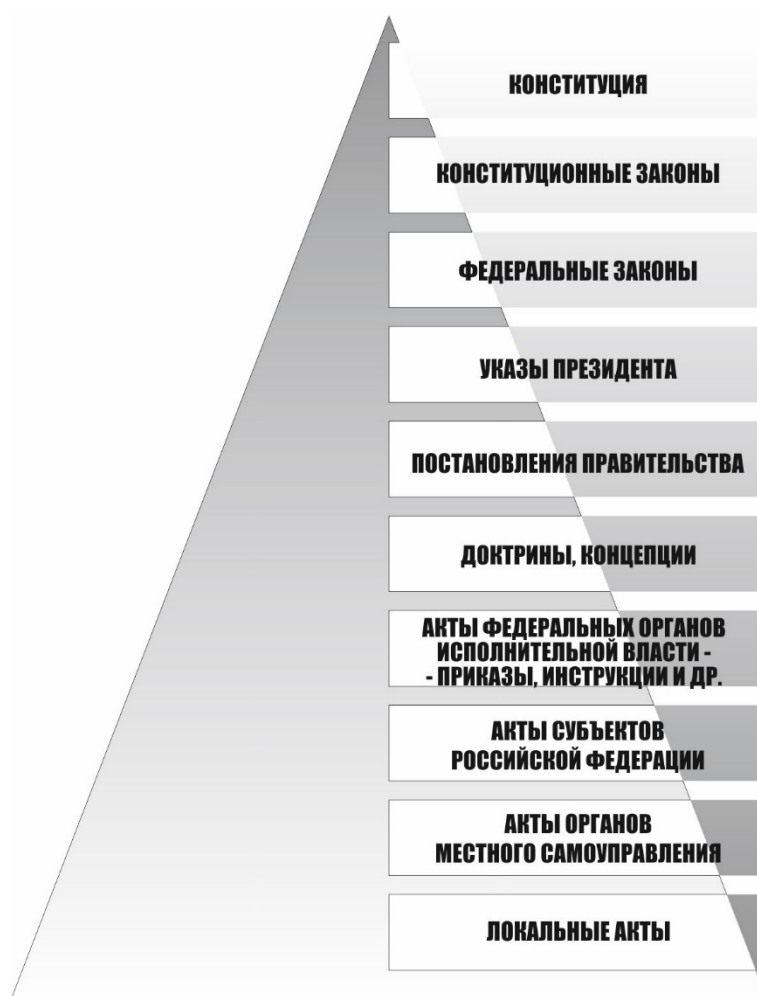 КОНСТИТУЦИЯ
КОНСТИТУЦИОННЫЕ ЗАКОНЫ
ФЕДЕРАЛЬНЫЕ ЗАКОНЫ
УКАЗЫ ПРЕЗИДЕНТА
ПОСТАНОВЛЕНИЯ ПРАВИТЕЛЬСТВА
ДОКТРИНЫ, КОНЦЕПЦИИ
АКТЫ ФЕДЕРАЛЬНЫХ ОРГАНОВ
ИСПОЛНИТЕЛЬНОЙ ВЛАСТИ -
- ПРИКАЗЫ, ИНСТРУКЦИИ И ДР.
АКТЫ СУБЪЕКТОВ
РОССИЙСКОЙ ФЕДЕРАЦИИ
АКТЫ ОРГАНОВ
МЕСТНОГО САМОУПРАВЛЕНИЯ
ЛОКАЛЬНЫЕ АКТЫ